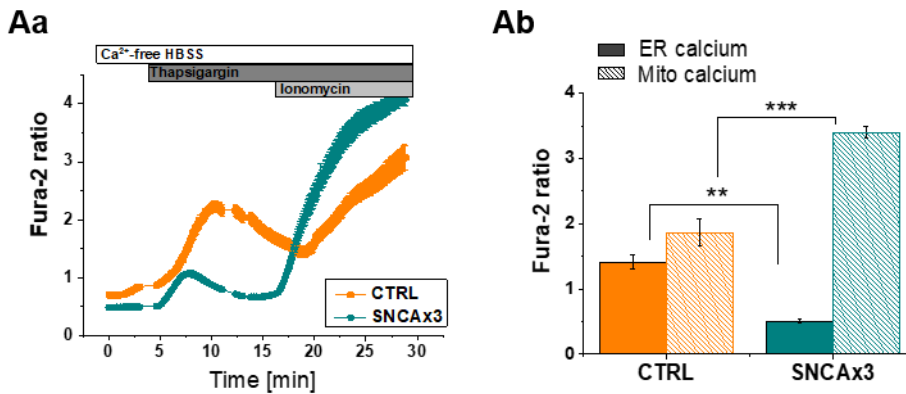 Aa
Ca²⁺-free HBSS
Thapsigargin
Ionomycin
4
3
2
1
0
Fura-2 ratio
CTRL
SNCAx3
0 5 10 15 20 25 30
Time [min]
Ab
ER calcium
Mito calcium
4
3
2
1
0
Fura-2 ratio
***
**
CTRL SNCAx3